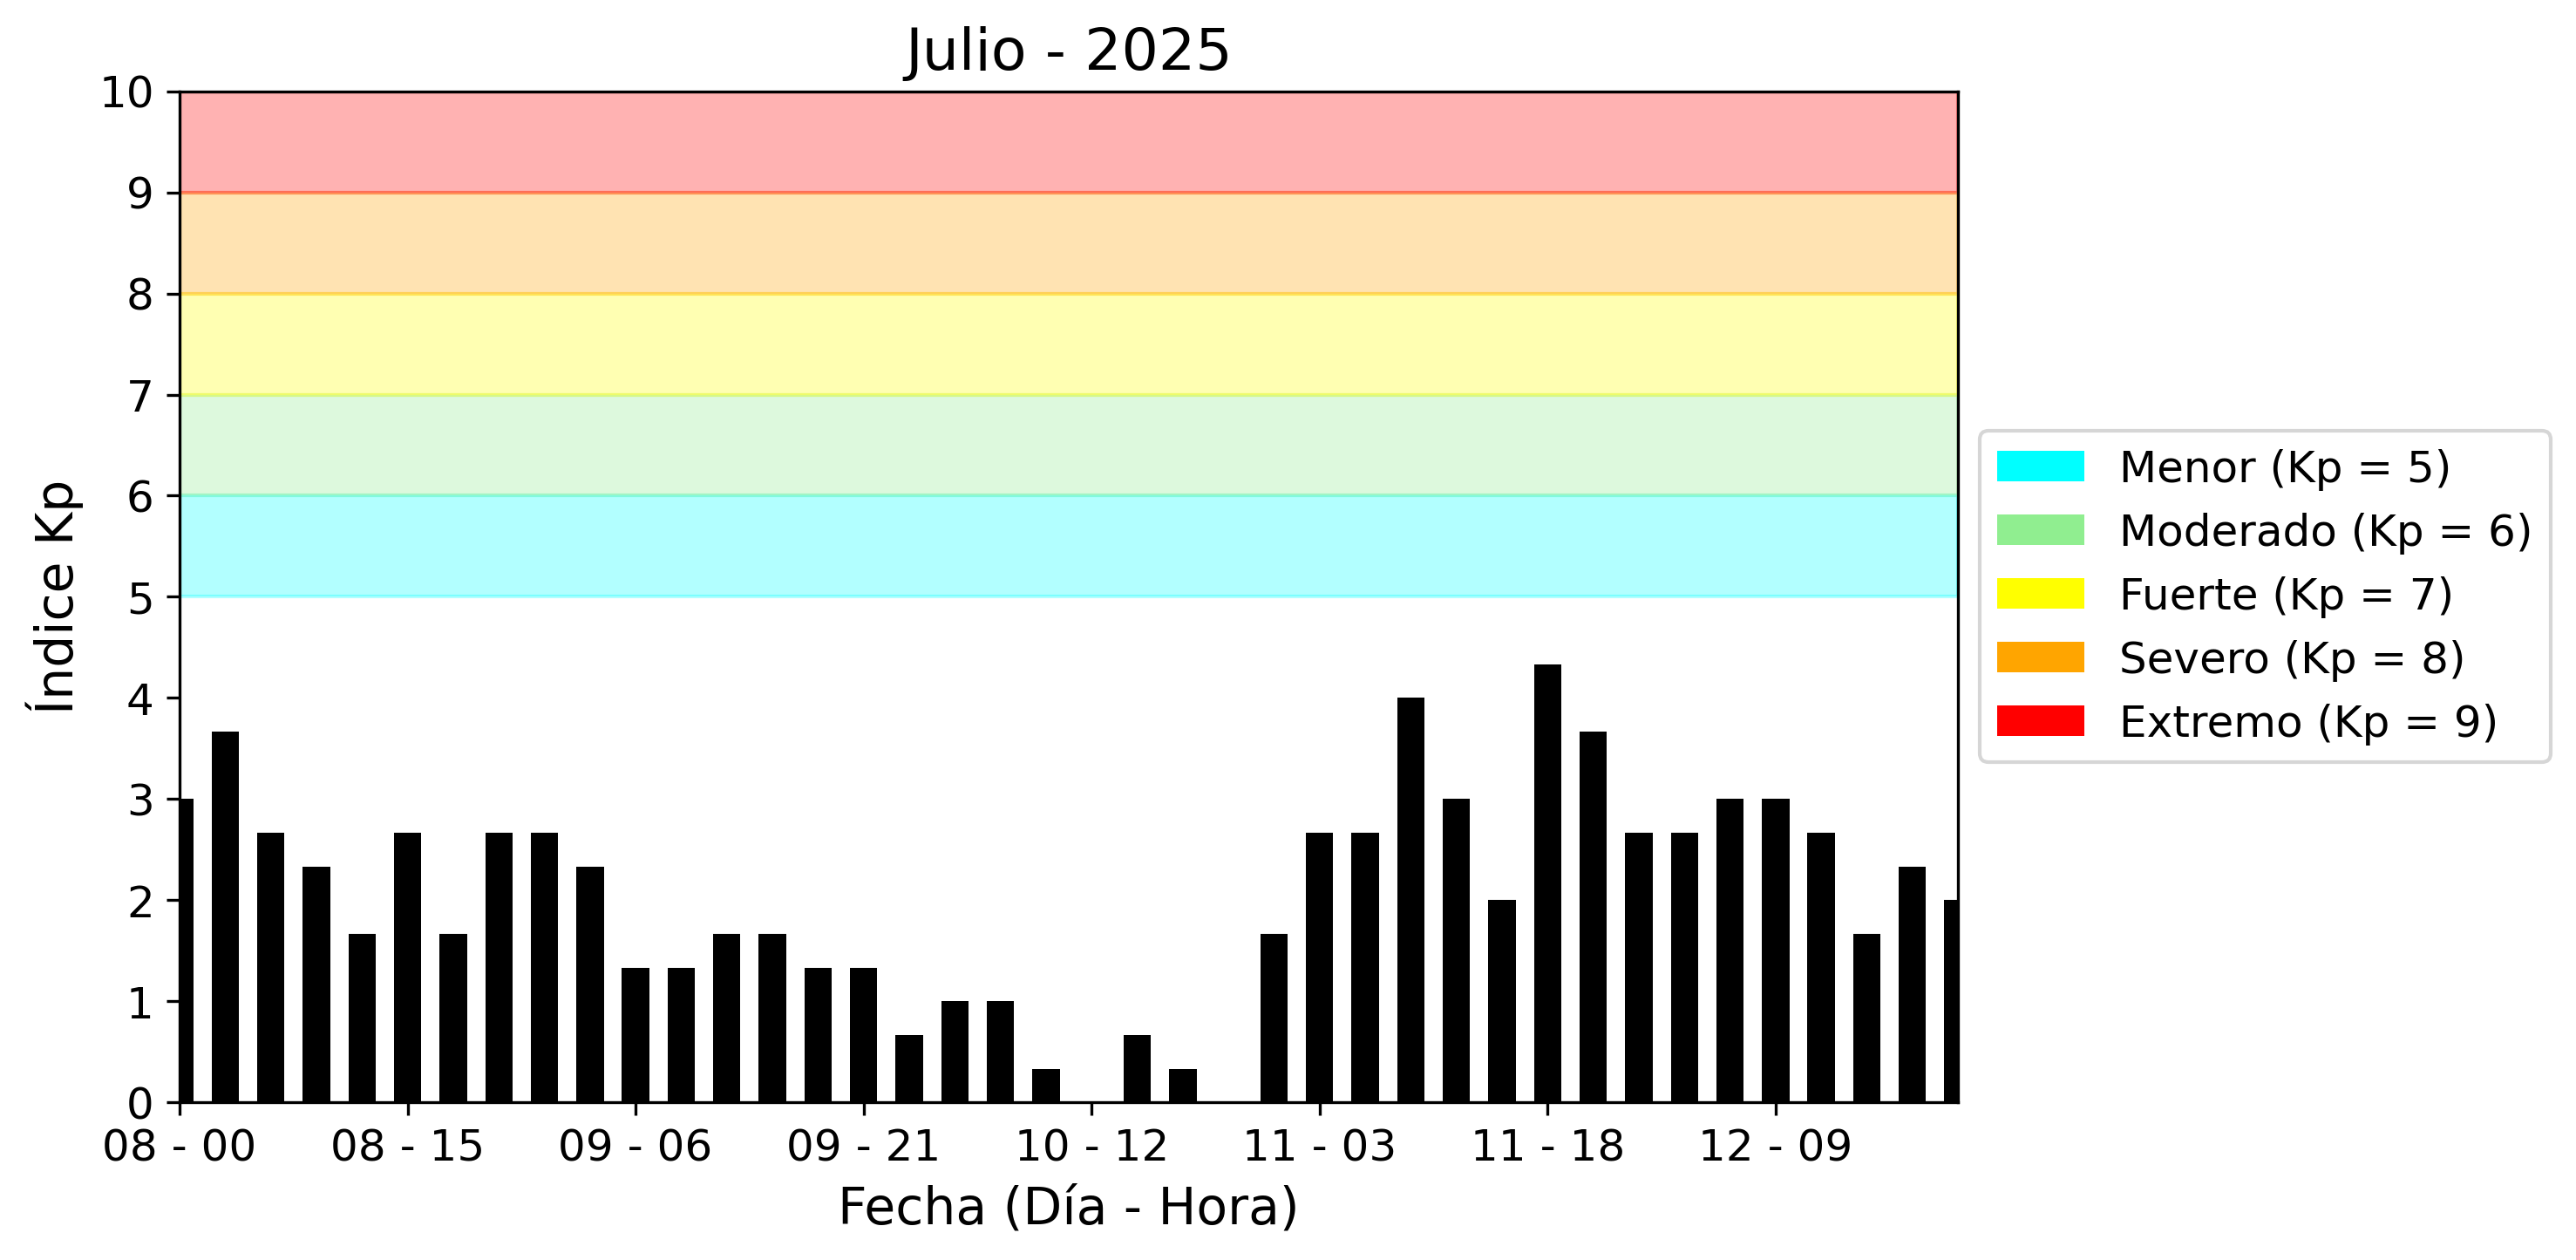 Julio - 2025
10
9
8
7
6
5
4
3
2
1
0
Índice Kp
08 - 00 08 - 15 09 - 06 09 - 21 10 - 12 11 - 03 11 - 18 12 - 09
Fecha (Día - Hora)
Menor (Kp = 5)
Moderado (Kp = 6)
Fuerte (Kp = 7)
Severo (Kp = 8)
Extremo (Kp = 9)